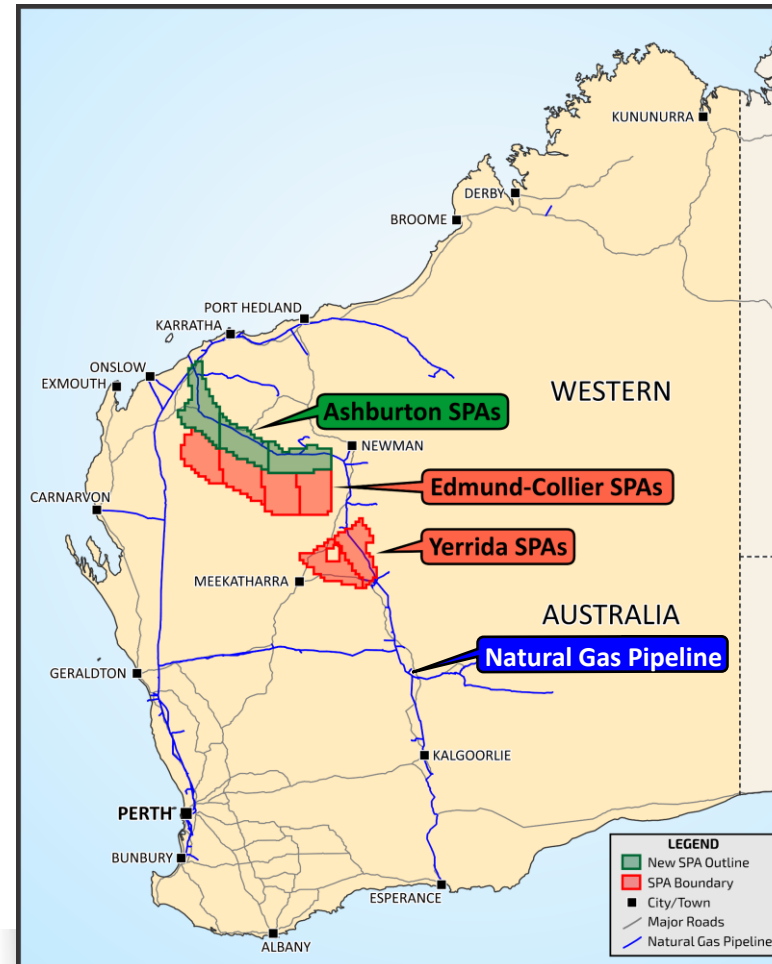 KUNUNURRA
DERBY
BROOME
PORT HEDLAND
KARRATHA
ONSLOW
EXMOUTH
WESTERN
Ashburton SPAs
NEWMAN
Edmund-Collier SPAs
CARNARVON
Yerrida SPAs
MEEKATHARRA
AUSTRALIA
Natural Gas Pipeline
GERALDTON
KALGOORLIE
PERTH
BUNBURY
ESPERANCE
ALBANY
LEGEND
New SPA Outline
SPA Boundary
City/Town
Major Roads
Natural Gas Pipeline